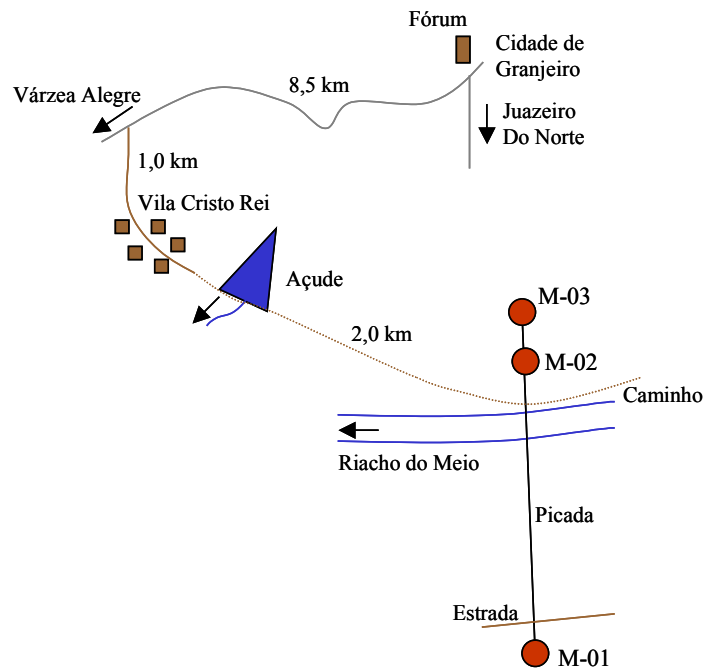 Fórum
Cidade de
Granjeiro
8,5 km
Várzea Alegre
Juazeiro
Do Norte
1,0 km
Vila Cristo Rei
Açude
M-03
2,0 km
M-02
Caminho
Riacho do Meio
Picada
Estrada
M-01